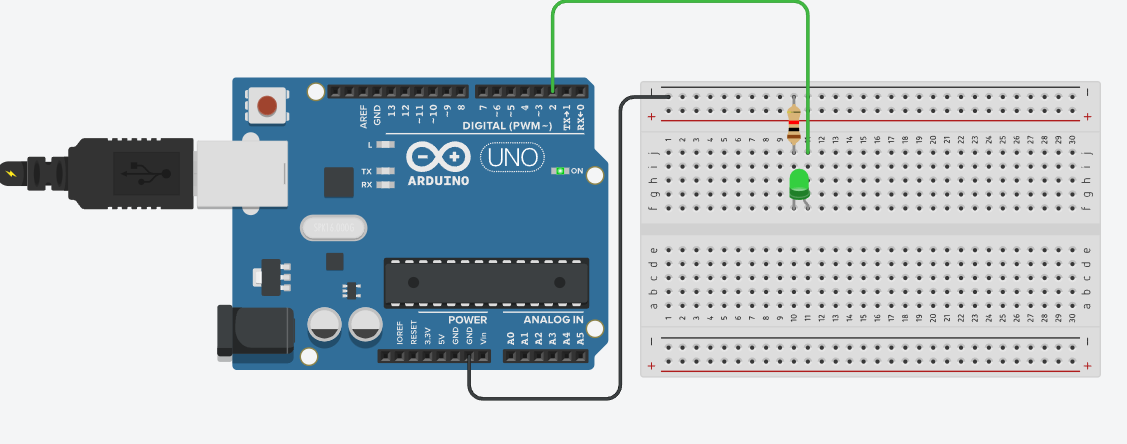 AREF
GND
13
12
~11
~10
~9
8
7
~6
~5
4
~3
2
TX→1
RX←0
DIGITAL (PWM~)
L
TX
RX
ARDUINO
UNO
ON
POWER
ANALOG IN
IOREF
RESET
3.3V
5V
GND
GND
Vin
A0
A1
A2
A3
A4
A5
− −
+ +
1 2 3 4 5 6 7 8 9 10 11 12 13 14 15 16 17 18 19 20 21 22 23 24 25 26 27 28 29 30
j j
i i
h h
g g
f f
e e
d d
c c
b b
a a
1 2 3 4 5 6 7 8 9 10 11 12 13 14 15 16 17 18 19 20 21 22 23 24 25 26 27 28 29 30
− −
+ +